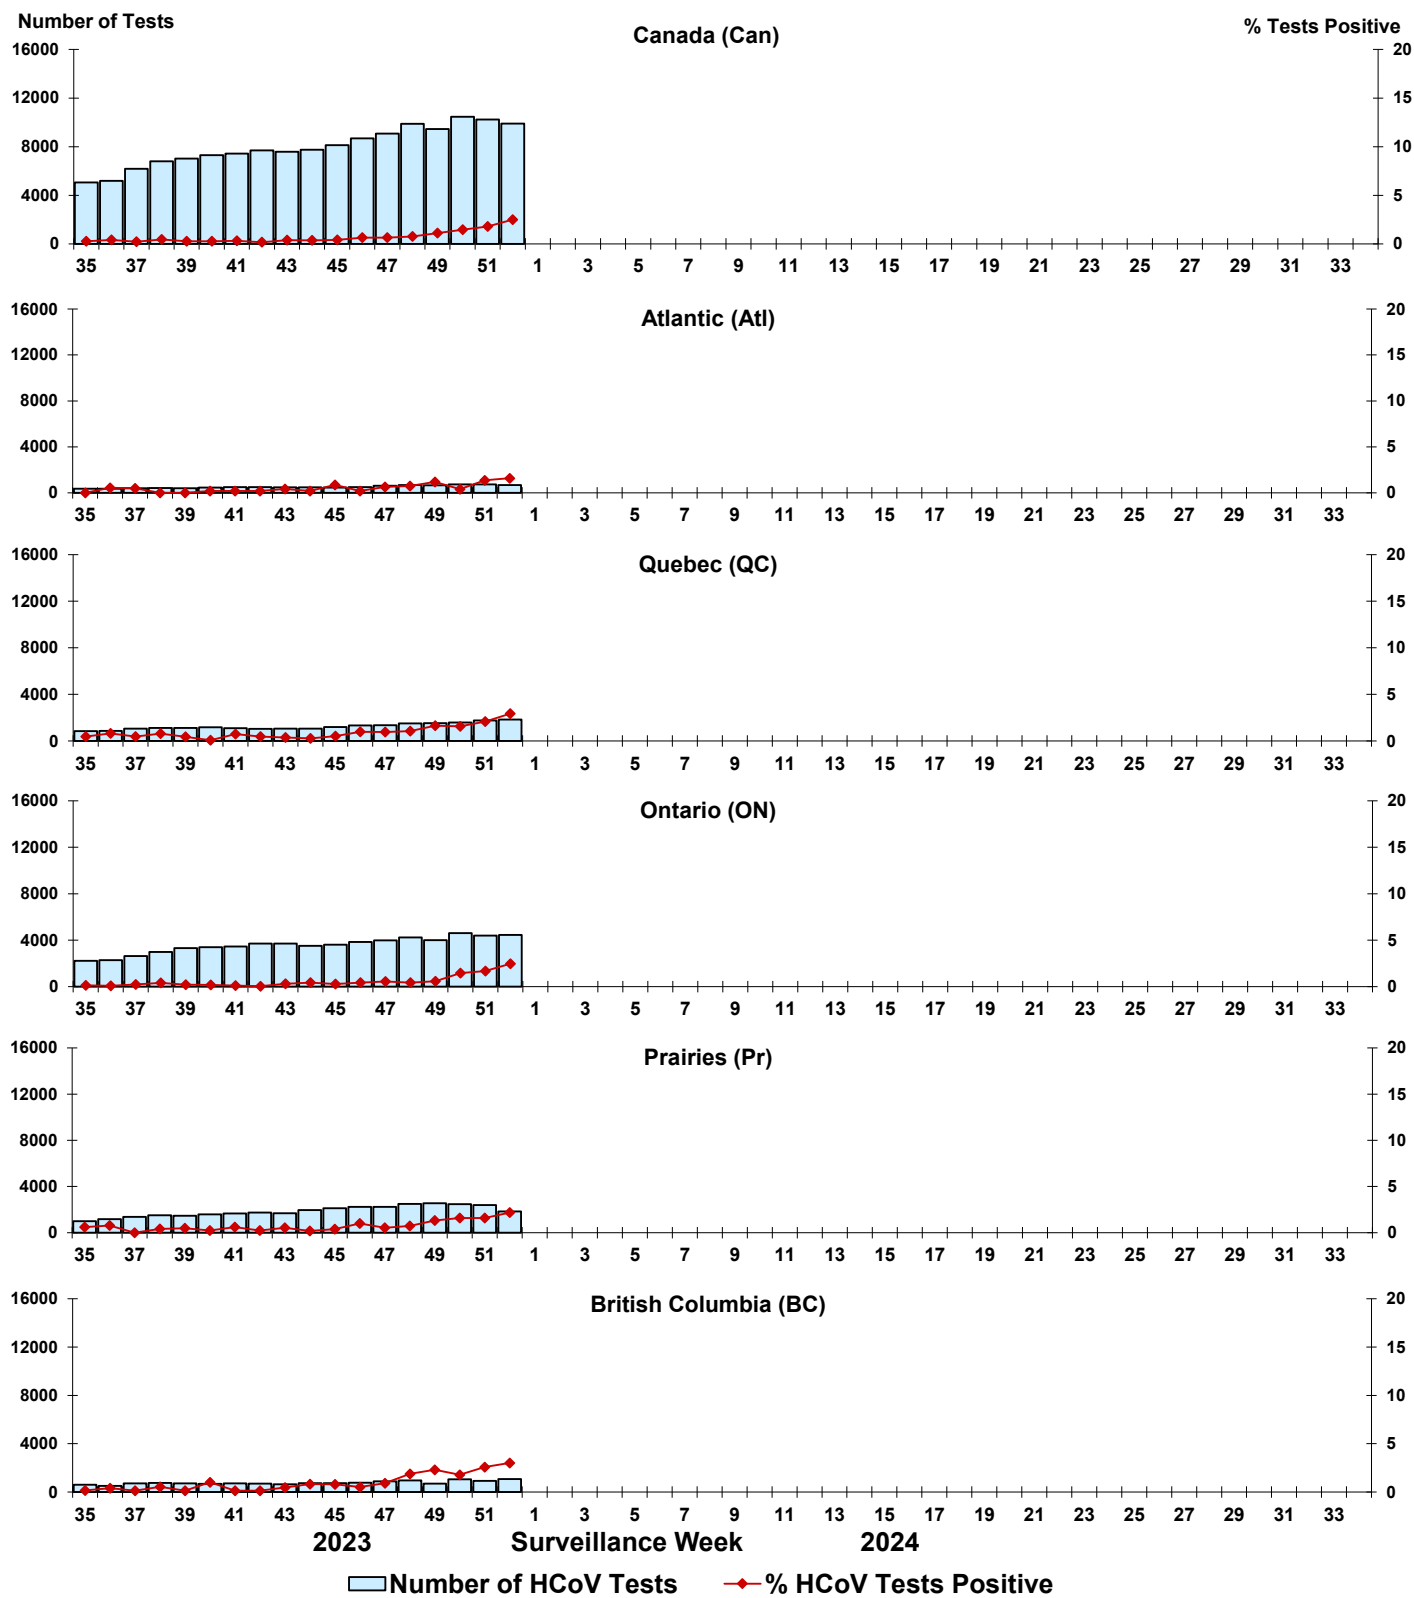 Number of Tests Canada (Can) % Tests Positive
16000 20
12000 15
8000 10
4000 5
0 0
35 37 39 41 43 45 47 49 51 1 3 5 7 9 11 13 15 17 19 21 23 25 27 29 31 33
Atlantic (Atl)
16000 20
12000 15
8000 10
4000 5
0 0
35 37 39 41 43 45 47 49 51 1 3 5 7 9 11 13 15 17 19 21 23 25 27 29 31 33
Quebec (QC)
16000 20
12000 15
8000 10
4000 5
0 0
35 37 39 41 43 45 47 49 51 1 3 5 7 9 11 13 15 17 19 21 23 25 27 29 31 33
Ontario (ON)
16000 20
12000 15
8000 10
4000 5
0 0
35 37 39 41 43 45 47 49 51 1 3 5 7 9 11 13 15 17 19 21 23 25 27 29 31 33
Prairies (Pr)
16000 20
12000 15
8000 10
4000 5
0 0
35 37 39 41 43 45 47 49 51 1 3 5 7 9 11 13 15 17 19 21 23 25 27 29 31 33
British Columbia (BC)
16000 20
12000 15
8000 10
4000 5
0 0
35 37 39 41 43 45 47 49 51 1 3 5 7 9 11 13 15 17 19 21 23 25 27 29 31 33
2023 Surveillance Week 2024
Number of HCoV Tests % HCoV Tests Positive